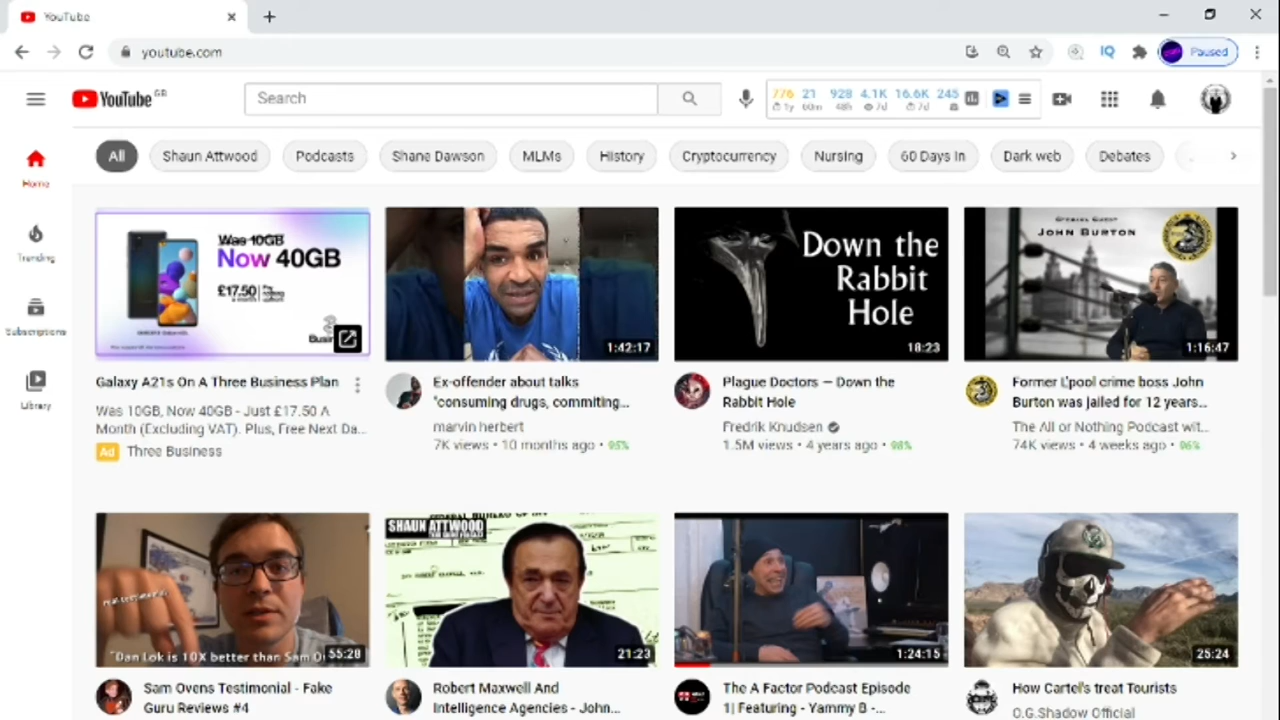 YouTube
youtube.com
IQ
Paused
YouTube GB
Search
776 21 928 4.1K 16.6K 245
1y 60m 48h 7d 7d
All
Shaun Attwood
Podcasts
Shane Dawson
MLMs
History
Cryptocurrency
Nursing
60 Days In
Dark web
Debates
Home
Trending
Subscriptions
Library
Was 10GB
Now 40GB
£17.50
Ad
Galaxy A21s On A Three Business Plan
Was 10GB, Now 40GB - Just £17.50 A
Month (Excluding VAT). Plus, Free Next Da...
Three Business
1:42:17
Ex-offender about talks
"consuming drugs, commiting...
marvin herbert
7K views • 10 months ago • 95%
Down the
Rabbit
Hole
18:23
Plague Doctors — Down the
Rabbit Hole
Fredrik Knudsen
1.5M views • 4 years ago • 98%
SPECIAL GUEST
JOHN BURTON
1:16:47
Former L'pool crime boss John
Burton was jailed for 12 years...
The All or Nothing Podcast wit...
74K views • 4 weeks ago • 96%
"Dan Lok is 10X better than Sam O
55:28
Sam Ovens Testimonial - Fake
Guru Reviews #4
SHAUN ATTWOOD
21:23
Robert Maxwell And
Intelligence Agencies - John...
1:24:15
The A Factor Podcast Episode
1| Featuring - Yammy B -...
25:24
How Cartel's treat Tourists
O.G.Shadow Official